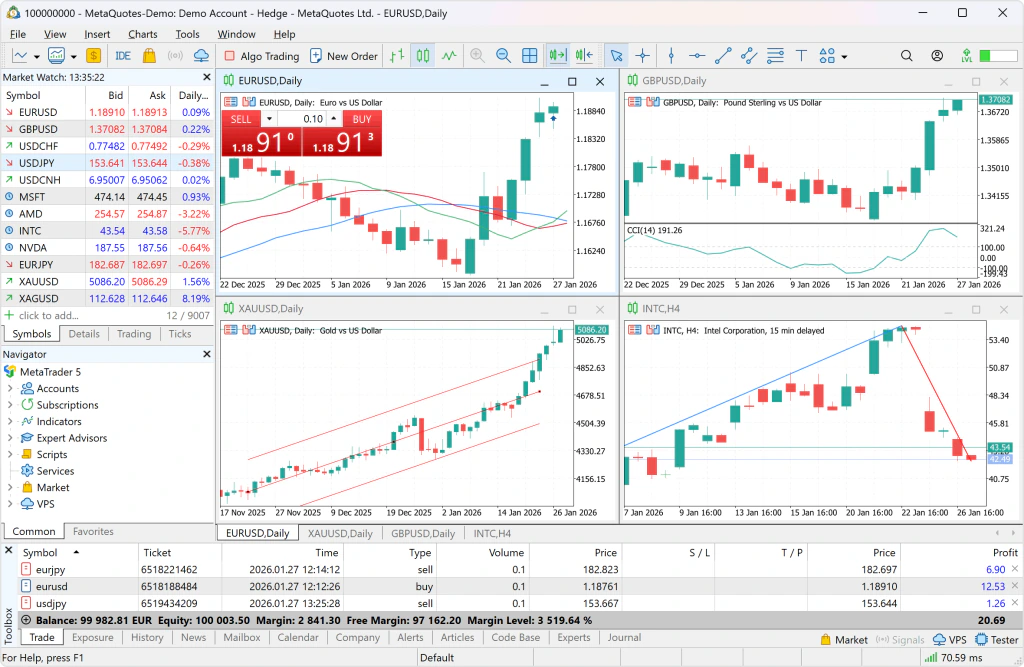 100000000 - MetaQuotes-Demo: Demo Account - Hedge - MetaQuotes Ltd. - EURUSD,Daily
File View Insert Charts Tools Window Help
IDE Algo Trading New Order LVL
Market Watch: 13:35:22
Symbol Bid Ask Daily...
EURUSD 1.18910 1.18913 0.09%
GBPUSD 1.37082 1.37084 0.22%
USDCHF 0.77482 0.77492 -0.29%
USDJPY 153.641 153.644 -0.38%
USDCNH 6.95007 6.95062 0.02%
MSFT 474.14 474.45 0.93%
AMD 254.57 254.87 -3.22%
INTC 43.54 43.58 -5.77%
NVDA 187.55 187.56 -0.64%
EURJPY 182.687 182.697 -0.26%
XAUUSD 5086.20 5086.29 1.56%
XAGUSD 112.628 112.646 8.19%
click to add... 12 / 9007
Symbols Details Trading Ticks
Navigator
MetaTrader 5
Accounts
Subscriptions
Indicators
Expert Advisors
Scripts
Services
Market
VPS
Common Favorites
EURUSD,Daily
EURUSD, Daily: Euro vs US Dollar
SELL 0.10 BUY
1.18 91 0 1.18 91 3
1.18840
1.18320
1.17800
1.17280
1.16760
1.16240
22 Dec 2025 29 Dec 2025 5 Jan 2026 9 Jan 2026 15 Jan 2026 21 Jan 2026 27 Jan 2026
GBPUSD,Daily
GBPUSD, Daily: Pound Sterling vs US Dollar
1.37082
1.36720
1.35865
1.35010
1.34155
CCI(14) 191.26
321.24
100.00
0.00
-100.00
-199.43
22 Dec 2025 29 Dec 2025 5 Jan 2026 9 Jan 2026 15 Jan 2026 21 Jan 2026 27 Jan 2026
XAUUSD,Daily
XAUUSD, Daily: Gold vs US Dollar
5086.20
5026.75
4852.63
4678.51
4504.39
4330.27
4156.15
17 Nov 2025 27 Nov 2025 9 Dec 2025 19 Dec 2025 2 Jan 2026 14 Jan 2026 26 Jan 2026
INTC,H4
INTC, H4: Intel Corporation, 15 min delayed
53.40
50.87
48.34
45.81
43.54
42.49
40.75
7 Jan 2026 9 Jan 16:00 13 Jan 16:00 15 Jan 16:00 20 Jan 16:00 22 Jan 16:00 26 Jan 16:00
EURUSD,Daily XAUUSD,Daily GBPUSD,Daily INTC,H4
Symbol Ticket Time Type Volume Price S / L T / P Price Profit
eurjpy 6518221462 2026.01.27 12:14:12 sell 0.1 182.823 182.697 6.90
eurusd 6518188484 2026.01.27 12:12:26 buy 0.1 1.18761 1.18910 12.53
usdjpy 6519434209 2026.01.27 13:25:28 sell 0.1 153.667 153.644 1.26
Balance: 99 982.81 EUR Equity: 100 003.50 Margin: 2 841.30 Free Margin: 97 162.20 Margin Level: 3 519.64 % 20.69
Toolbox
Trade Exposure History News Mailbox Calendar Company Alerts Articles Code Base Experts Journal Market Signals VPS Tester
For Help, press F1 Default 70.59 ms